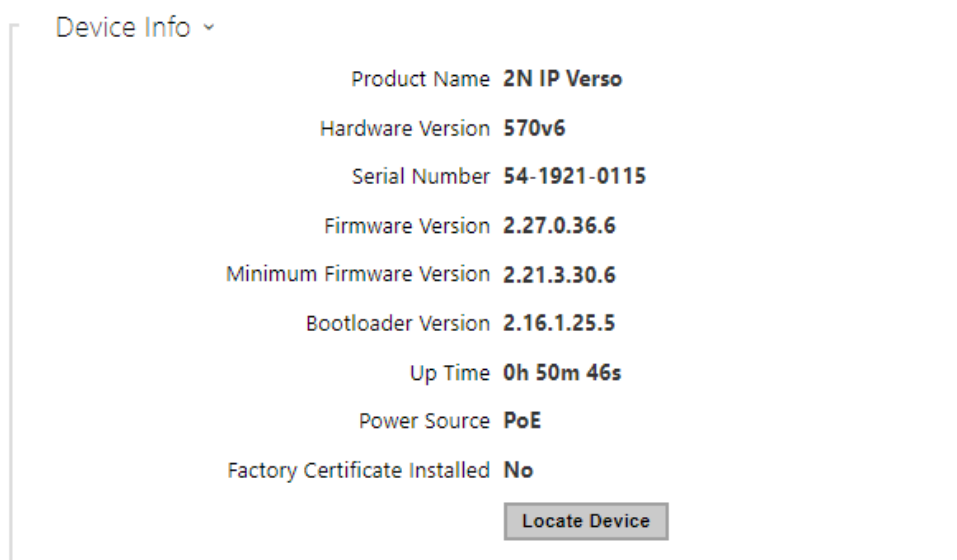 Device Info
Product Name 2N IP Verso
Hardware Version 570v6
Serial Number 54-1921-0115
Firmware Version 2.27.0.36.6
Minimum Firmware Version 2.21.3.30.6
Bootloader Version 2.16.1.25.5
Up Time 0h 50m 46s
Power Source PoE
Factory Certificate Installed No
Locate Device